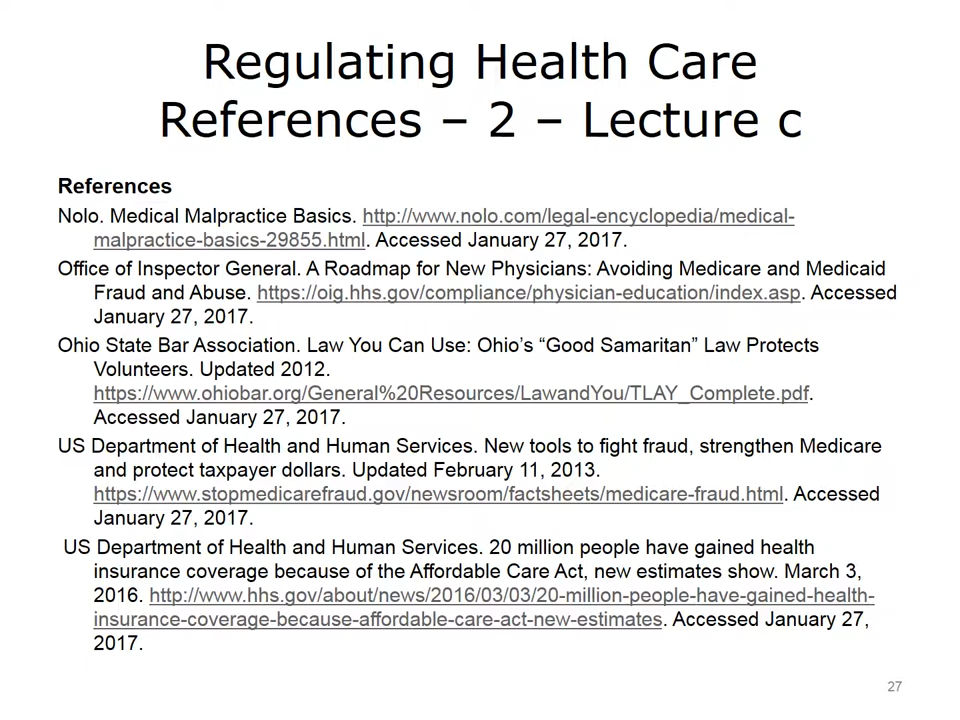 Regulating Health Care
References – 2 – Lecture c
References
Nolo. Medical Malpractice Basics. http://www.nolo.com/legal-encyclopedia/medical-
malpractice-basics-29855.html. Accessed January 27, 2017.
Office of Inspector General. A Roadmap for New Physicians: Avoiding Medicare and Medicaid
Fraud and Abuse. https://oig.hhs.gov/compliance/physician-education/index.asp. Accessed
January 27, 2017.
Ohio State Bar Association. Law You Can Use: Ohio’s “Good Samaritan” Law Protects
Volunteers. Updated 2012.
https://www.ohiobar.org/General%20Resources/LawandYou/TLAY_Complete.pdf.
Accessed January 27, 2017.
US Department of Health and Human Services. New tools to fight fraud, strengthen Medicare
and protect taxpayer dollars. Updated February 11, 2013.
https://www.stopmedicarefraud.gov/newsroom/factsheets/medicare-fraud.html. Accessed
January 27, 2017.
US Department of Health and Human Services. 20 million people have gained health
insurance coverage because of the Affordable Care Act, new estimates show. March 3,
2016. http://www.hhs.gov/about/news/2016/03/03/20-million-people-have-gained-health-
insurance-coverage-because-affordable-care-act-new-estimates. Accessed January 27,
2017.
27